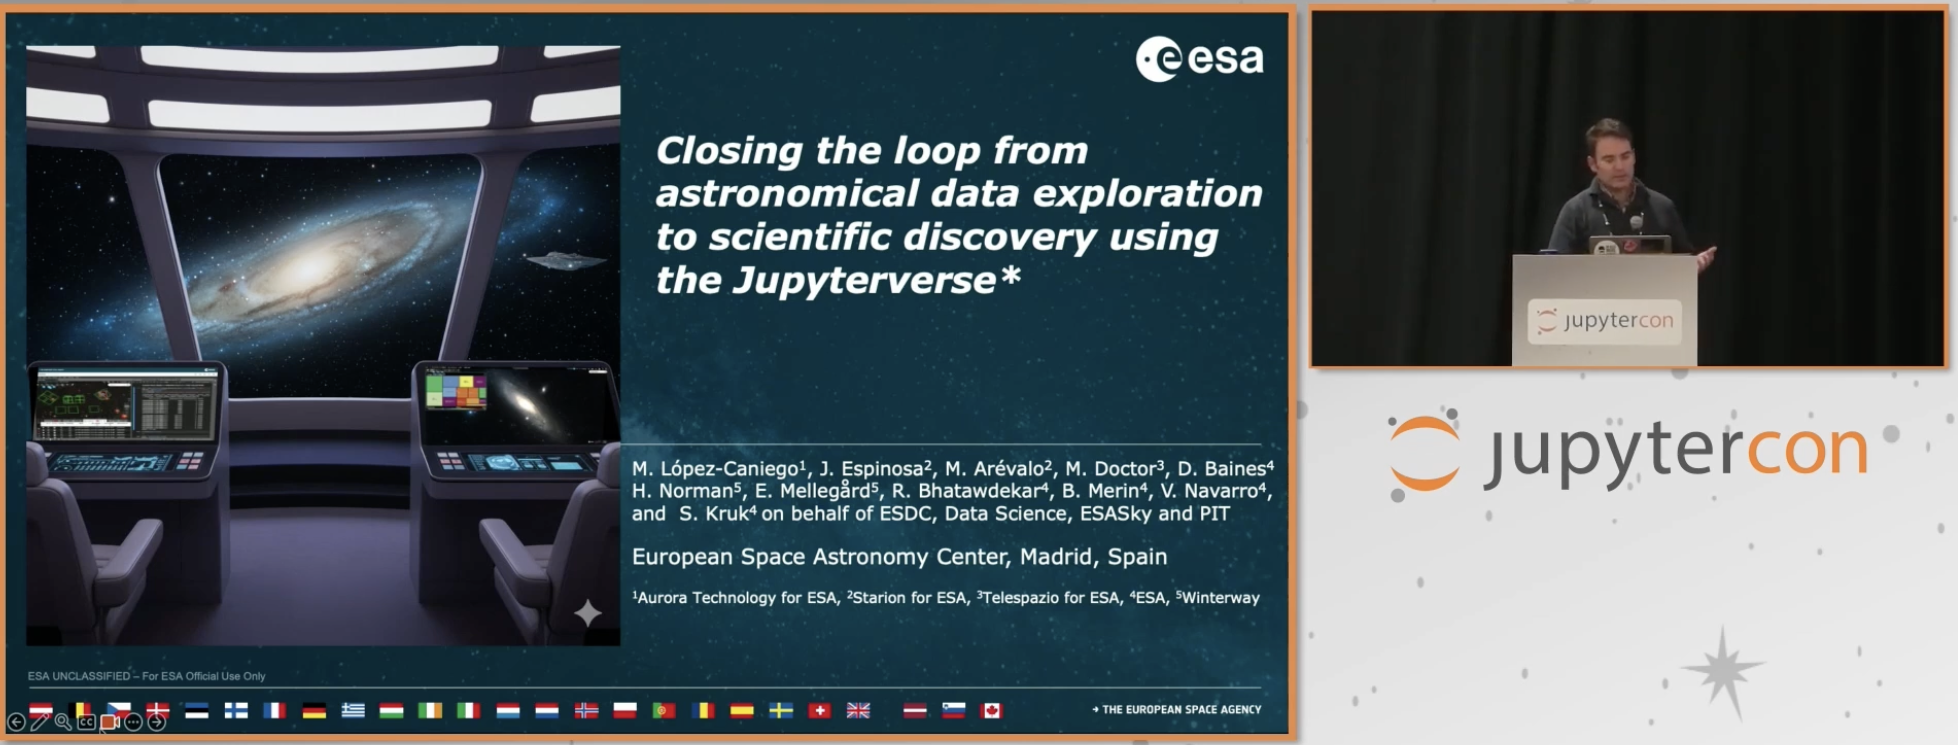 esa
Closing the loop from
astronomical data exploration
to scientific discovery using
the Jupyterverse*
M. López-Caniego¹, J. Espinosa², M. Arévalo², M. Doctor³, D. Baines⁴
H. Norman⁵, E. Mellegård⁵, R. Bhatawdekar⁴, B. Merin⁴, V. Navarro⁴,
and S. Kruk⁴ on behalf of ESDC, Data Science, ESASky and PIT
European Space Astronomy Center, Madrid, Spain
¹Aurora Technology for ESA, ²Starion for ESA, ³Telespazio for ESA, ⁴ESA, ⁵Winterway
ESA UNCLASSIFIED – For ESA Official Use Only
CC
→ THE EUROPEAN SPACE AGENCY
jupytercon
jupytercon